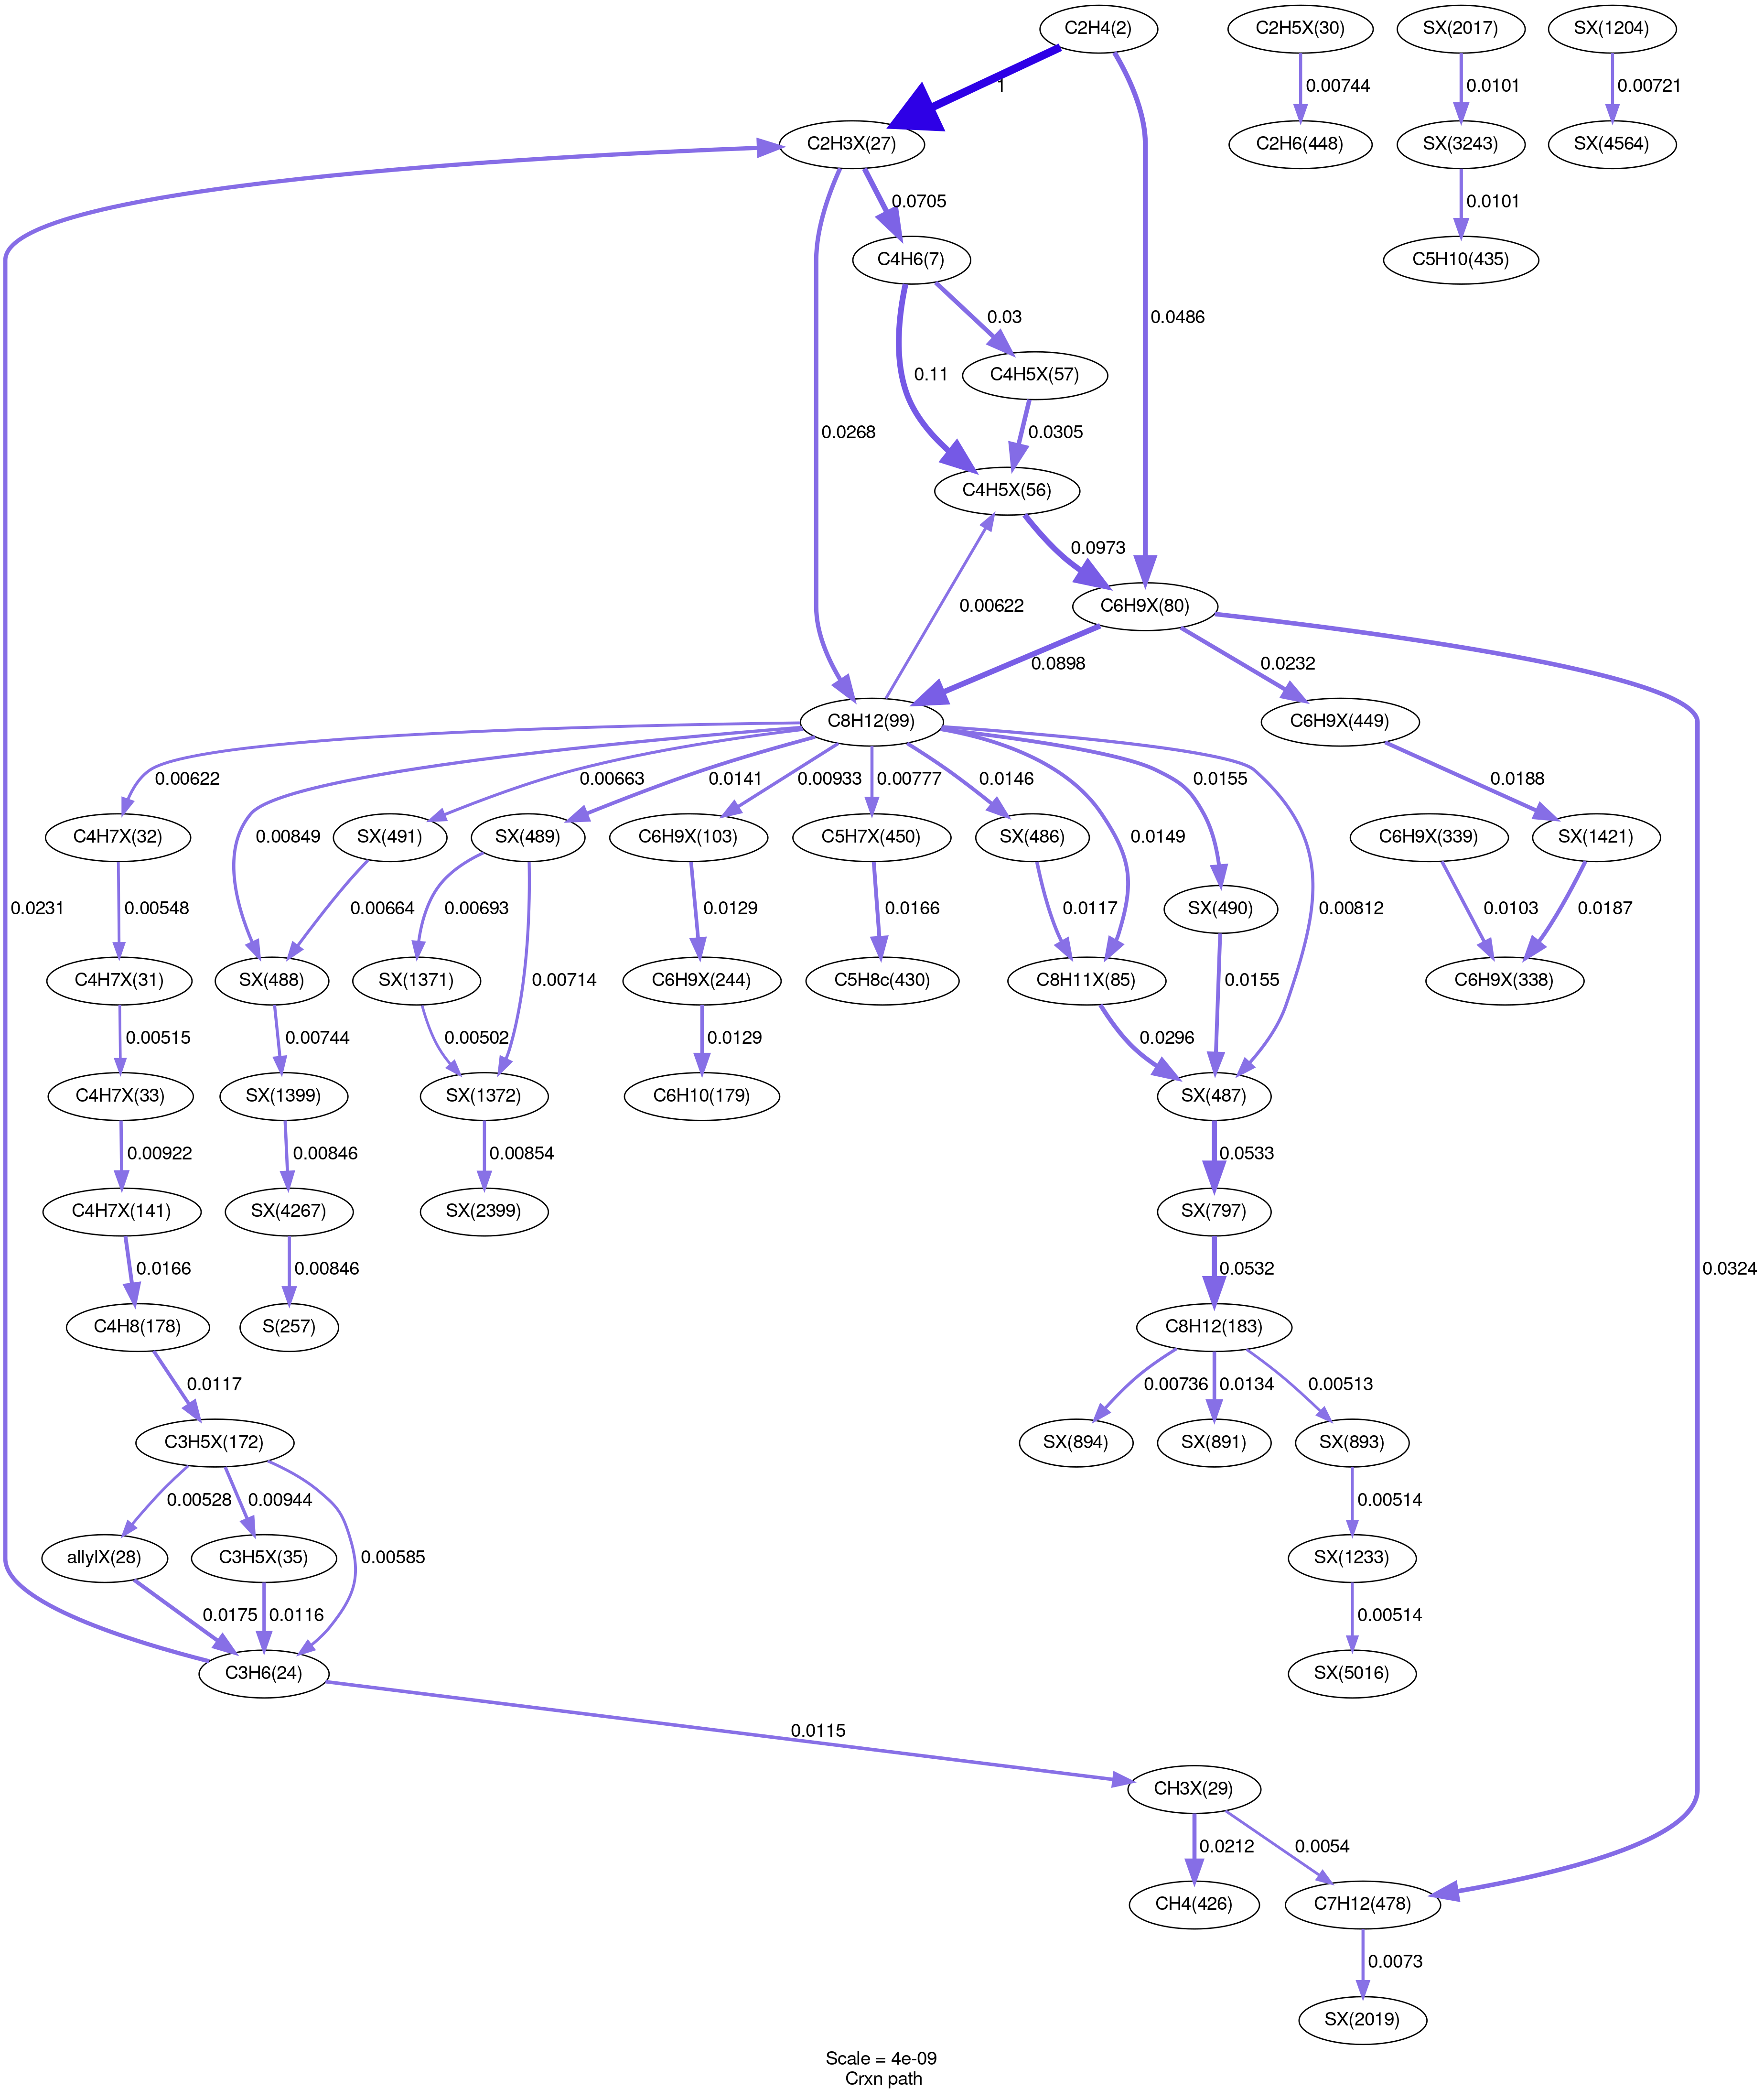 C2H4(2)
C2H5X(30)
SX(2017)
SX(1204)
1
0.00744
0.0101
0.00721
C2H3X(27)
C2H6(448)
SX(3243)
SX(4564)
0.0705
0.0101
C4H6(7)
C5H10(435)
0.03
0.0486
0.11
C4H5X(57)
0.0268
0.0305
C4H5X(56)
0.0973
0.00622
C6H9X(80)
0.0898
0.0232
C8H12(99)
C6H9X(449)
0.00622
0.00663
0.0141
0.00933
0.00777
0.0146
0.0155
0.0188
C4H7X(32)
0.00849
SX(491)
SX(489)
C6H9X(103)
C5H7X(450)
SX(486)
0.0149
0.00812
C6H9X(339)
SX(1421)
0.0231
0.00548
0.00664
0.00693
0.0129
0.0166
0.0117
SX(490)
0.0103
0.0187
C4H7X(31)
SX(488)
SX(1371)
0.00714
C6H9X(244)
C5H8c(430)
C8H11X(85)
0.0155
C6H9X(338)
0.00515
0.00744
0.00502
0.0129
0.0296
C4H7X(33)
SX(1399)
SX(1372)
C6H10(179)
SX(487)
0.00922
0.00846
0.00854
0.0533
C4H7X(141)
SX(4267)
SX(2399)
SX(797)
0.0166
0.00846
0.0532
0.0324
C4H8(178)
S(257)
C8H12(183)
0.0117
0.00736
0.0134
0.00513
C3H5X(172)
SX(894)
SX(891)
SX(893)
0.00528
0.00944
0.00585
0.00514
allylX(28)
C3H5X(35)
SX(1233)
0.0175
0.0116
0.00514
C3H6(24)
SX(5016)
0.0115
CH3X(29)
0.0212
0.0054
CH4(426)
C7H12(478)
0.0073
SX(2019)
Scale = 4e-09
Crxn path